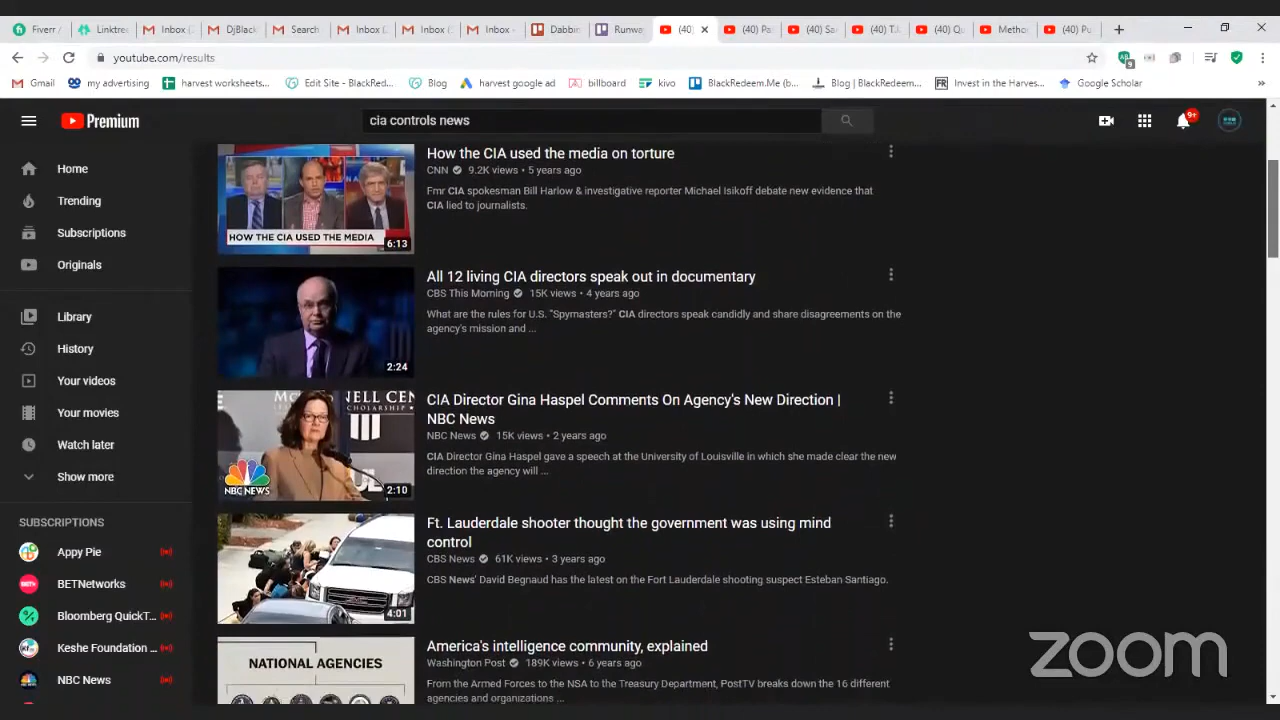 Fiverr /
Linktree
Inbox (
DjBlack
Search
Inbox (
Inbox (
Inbox -
Dabbin
Runway
(40)
(40) Pa
(40) Sa
(40) T.I.
(40) Qu
Metho
(40) Pu
youtube.com/results
Gmail
my advertising
harvest worksheets...
Edit Site - BlackRed...
Blog
harvest google ad
billboard
kivo
BlackRedeem.Me (b...
Blog | BlackRedeem...
Invest in the Harves...
Google Scholar
Premium
cia controls news
9+
Home
Trending
Subscriptions
Originals
Library
History
Your videos
Your movies
Watch later
Show more
SUBSCRIPTIONS
Appy Pie
BETNetworks
Bloomberg QuickT...
Keshe Foundation ...
NBC News
HOW THE CIA USED THE MEDIA
6:13
How the CIA used the media on torture
CNN 9.2K views • 5 years ago
Fmr CIA spokesman Bill Harlow & investigative reporter Michael Isikoff debate new evidence that
CIA lied to journalists.
2:24
All 12 living CIA directors speak out in documentary
CBS This Morning 15K views • 4 years ago
What are the rules for U.S. "Spymasters?" CIA directors speak candidly and share disagreements on the
agency's mission and ...
NBC NEWS
2:10
CIA Director Gina Haspel Comments On Agency's New Direction |
NBC News
NBC News 15K views • 2 years ago
CIA Director Gina Haspel gave a speech at the University of Louisville in which she made clear the new
direction the agency will ...
4:01
Ft. Lauderdale shooter thought the government was using mind
control
CBS News 61K views • 3 years ago
CBS News' David Begnaud has the latest on the Fort Lauderdale shooting suspect Esteban Santiago.
NATIONAL AGENCIES
America's intelligence community, explained
Washington Post 189K views • 6 years ago
From the Armed Forces to the NSA to the Treasury Department, PostTV breaks down the 16 different
agencies and organizations ...
zoom